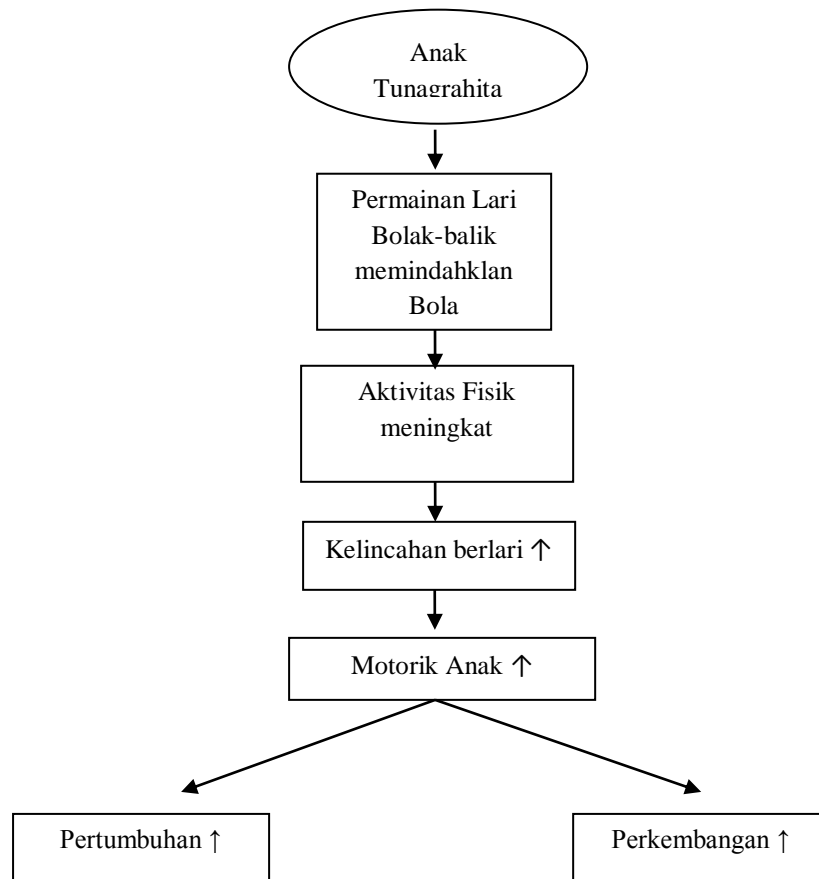 Anak
Tunagrahita
Permainan Lari
Bolak-balik
memindahklan
Bola
Aktivitas Fisik
meningkat
Kelincahan berlari ↑
Motorik Anak ↑
Pertumbuhan ↑
Perkembangan ↑